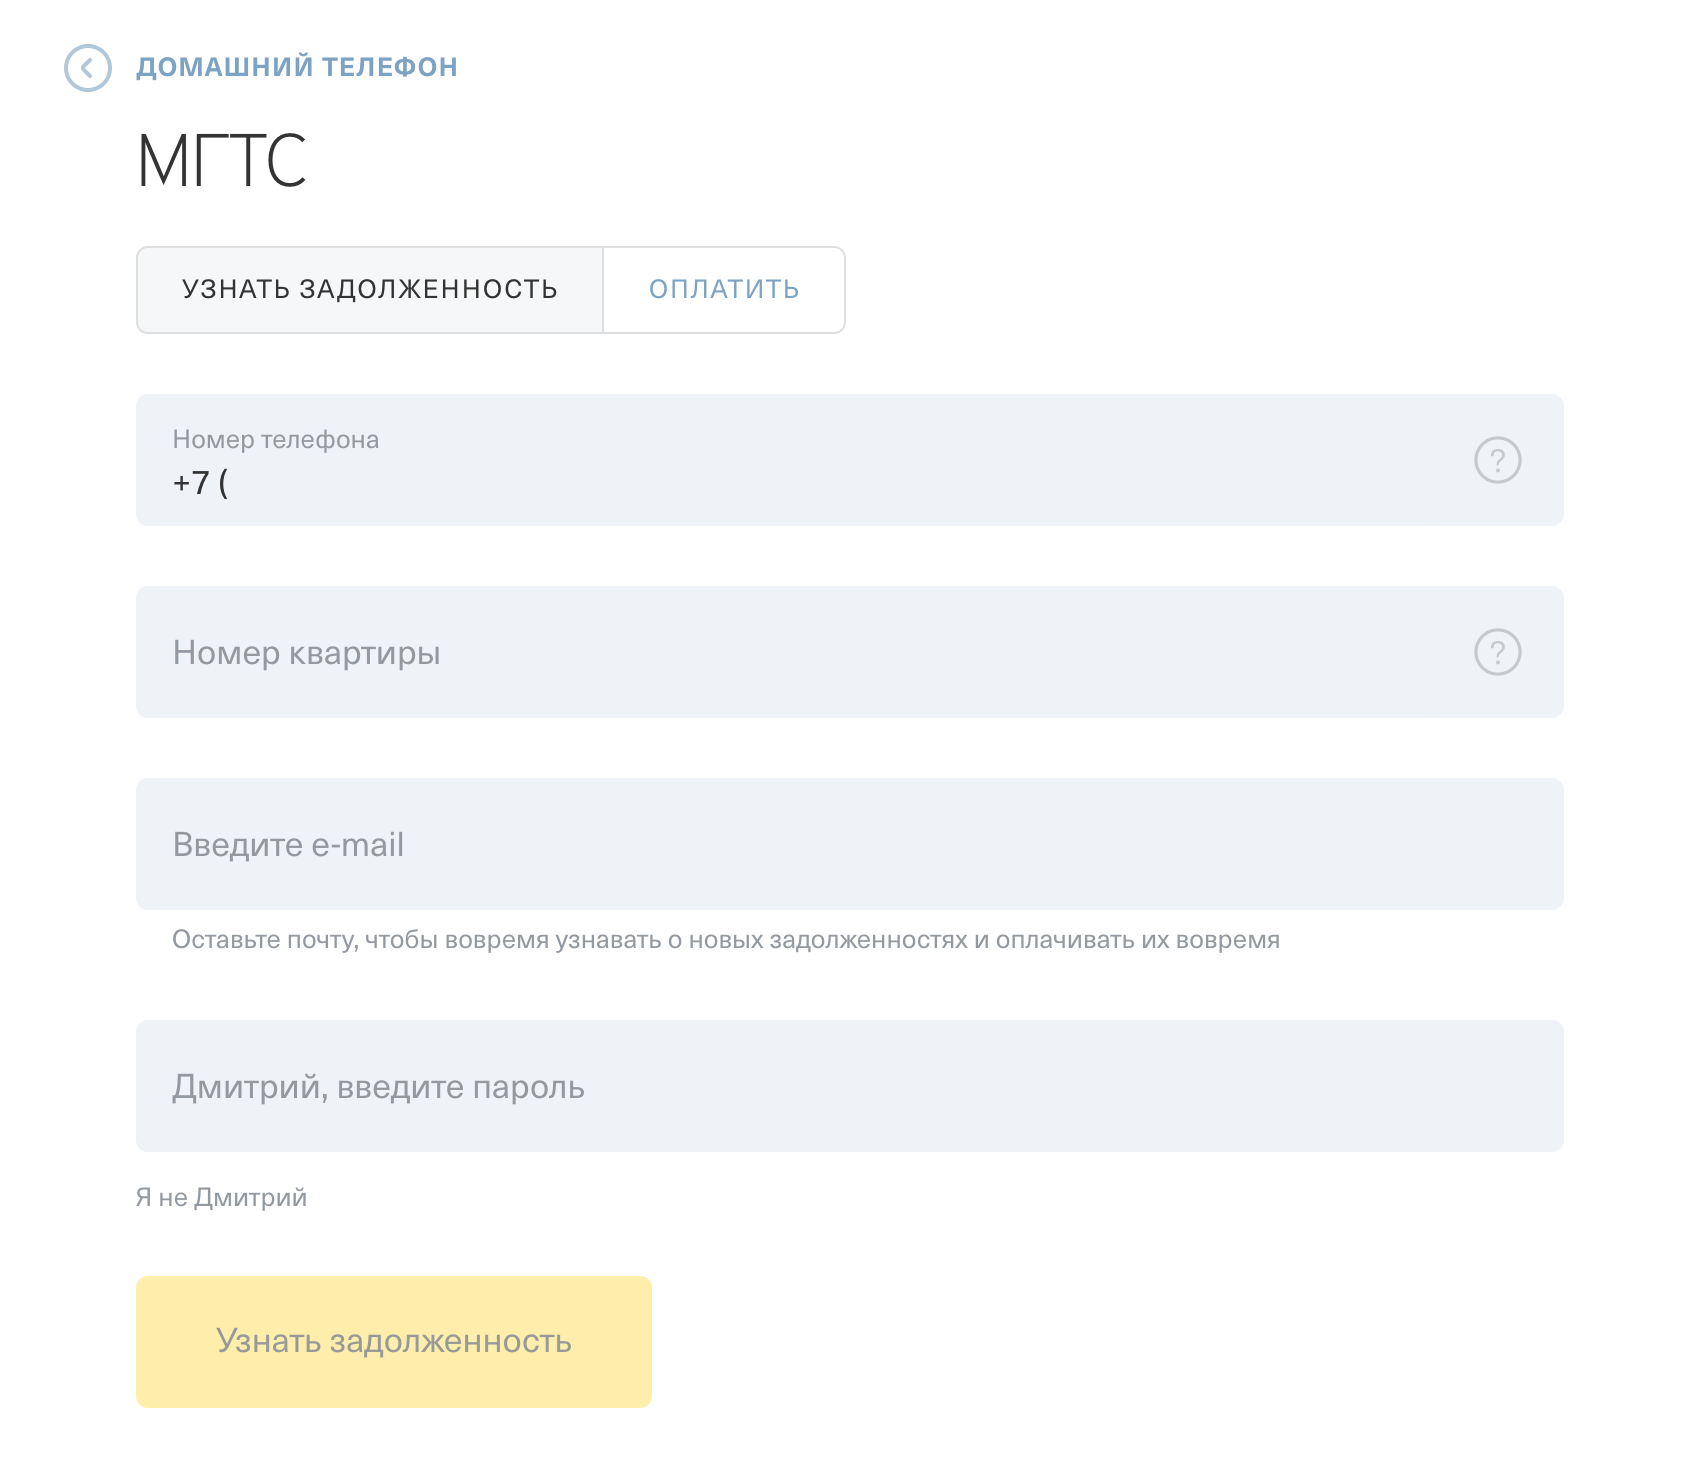 ДОМАШНИЙ ТЕЛЕФОН
МГТС
УЗНАТЬ ЗАДОЛЖЕННОСТЬ ОПЛАТИТЬ
Номер телефона
+7 (
?
Номер квартиры
?
Введите e-mail
Оставьте почту, чтобы вовремя узнавать о новых задолженностях и оплачивать их вовремя
Дмитрий, введите пароль
Я не Дмитрий
Узнать задолженность